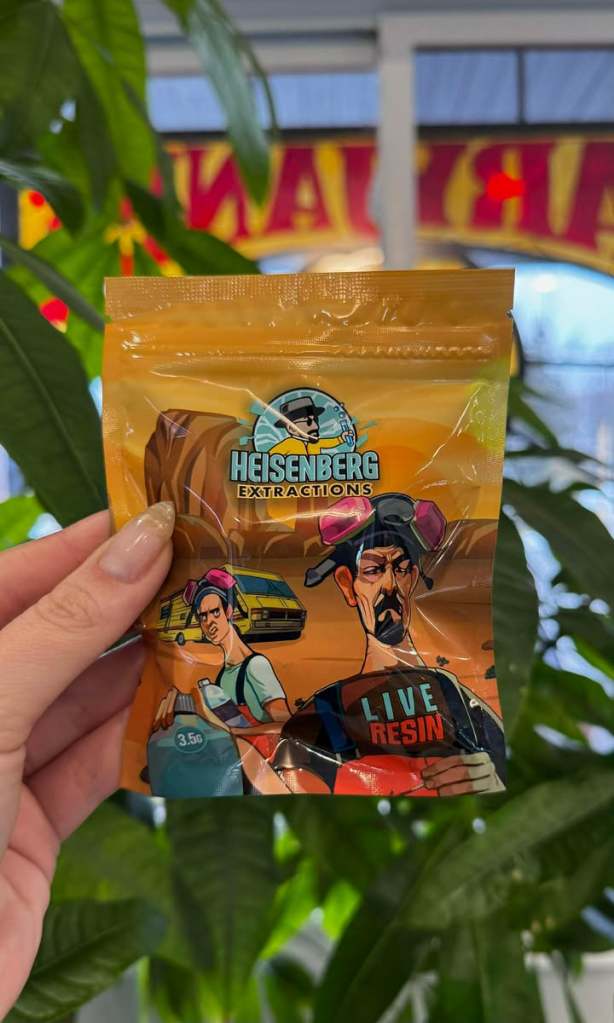 HEISENBERG
EXTRACTIONS
LIVE
RESIN
3.5G